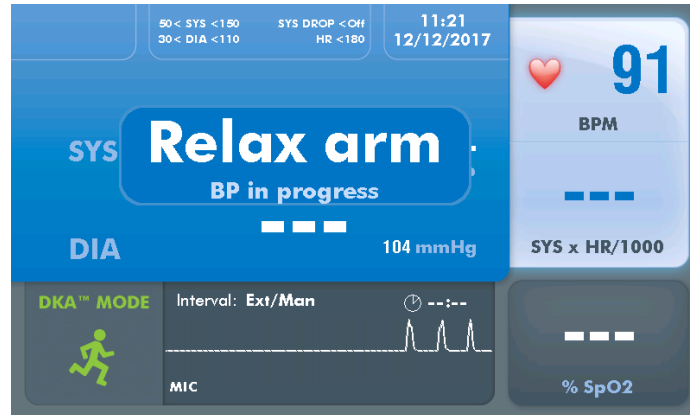 50< SYS <150 SYS DROP <Off
30< DIA <110 HR <180
11:21
12/12/2017
91
BPM
SYS
Relax arm
BP in progress
---
DIA
104 mmHg
---
SYS x HR/1000
DKA™ MODE
Interval: Ext/Man
--:--
MIC
---
% SpO2